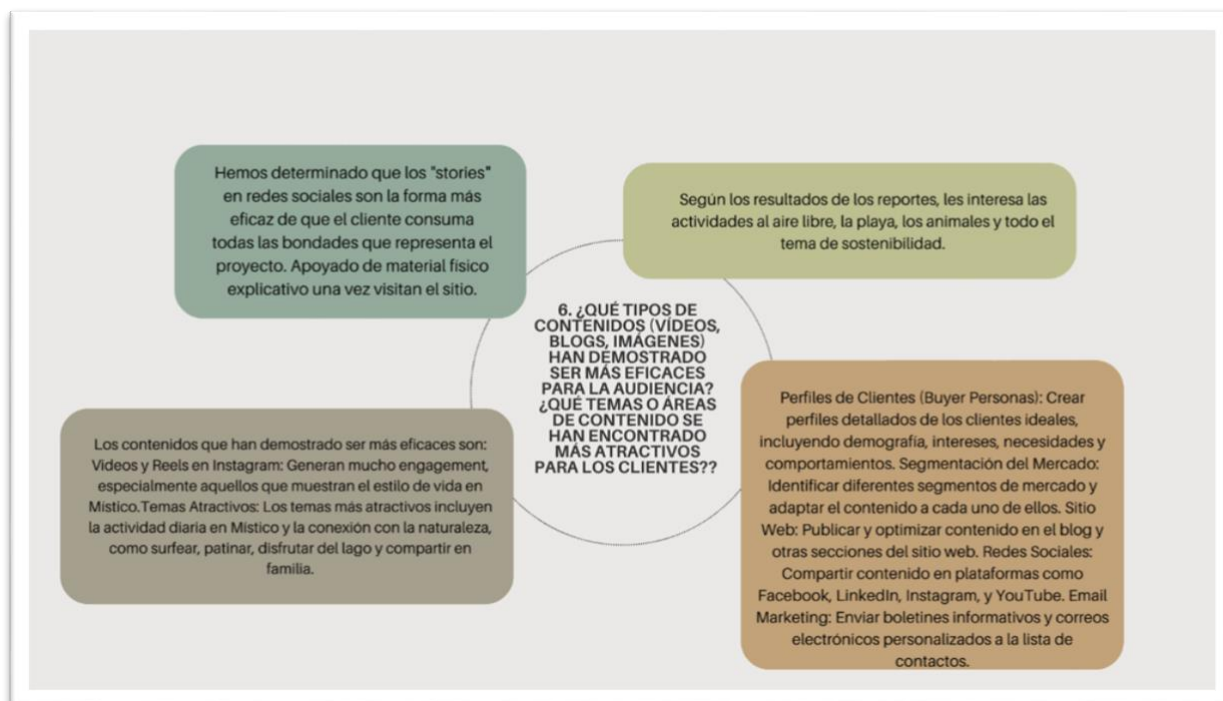 Hemos determinado que los "stories"
en redes sociales son la forma más
eficaz de que el cliente consuma
todas las bondades que representa el
proyecto. Apoyado de material físico
explicativo una vez visitan el sitio.
Según los resultados de los reportes, les interesa las
actividades al aire libre, la playa, los animales y todo el
tema de sostenibilidad.
6. ¿QUÉ TIPOS DE
CONTENIDOS (VÍDEOS,
BLOGS, IMÁGENES)
HAN DEMOSTRADO
SER MÁS EFICACES
PARA LA AUDIENCIA?
¿QUÉ TEMAS O ÁREAS
DE CONTENIDO SE
HAN ENCONTRADO
MÁS ATRACTIVOS
PARA LOS CLIENTES??
Los contenidos que han demostrado ser más eficaces son:
Videos y Reels en Instagram: Generan mucho engagement,
especialmente aquellos que muestran el estilo de vida en
Místico.Temas Atractivos: Los temas más atractivos incluyen
la actividad diaria en Místico y la conexión con la naturaleza,
como surfear, patinar, disfrutar del lago y compartir en
familia.
Perfiles de Clientes (Buyer Personas): Crear
perfiles detallados de los clientes ideales,
incluyendo demografía, intereses, necesidades y
comportamientos. Segmentación del Mercado:
Identificar diferentes segmentos de mercado y
adaptar el contenido a cada uno de ellos. Sitio
Web: Publicar y optimizar contenido en el blog y
otras secciones del sitio web. Redes Sociales:
Compartir contenido en plataformas como
Facebook, LinkedIn, Instagram, y YouTube. Email
Marketing: Enviar boletines informativos y correos
electrónicos personalizados a la lista de
contactos.